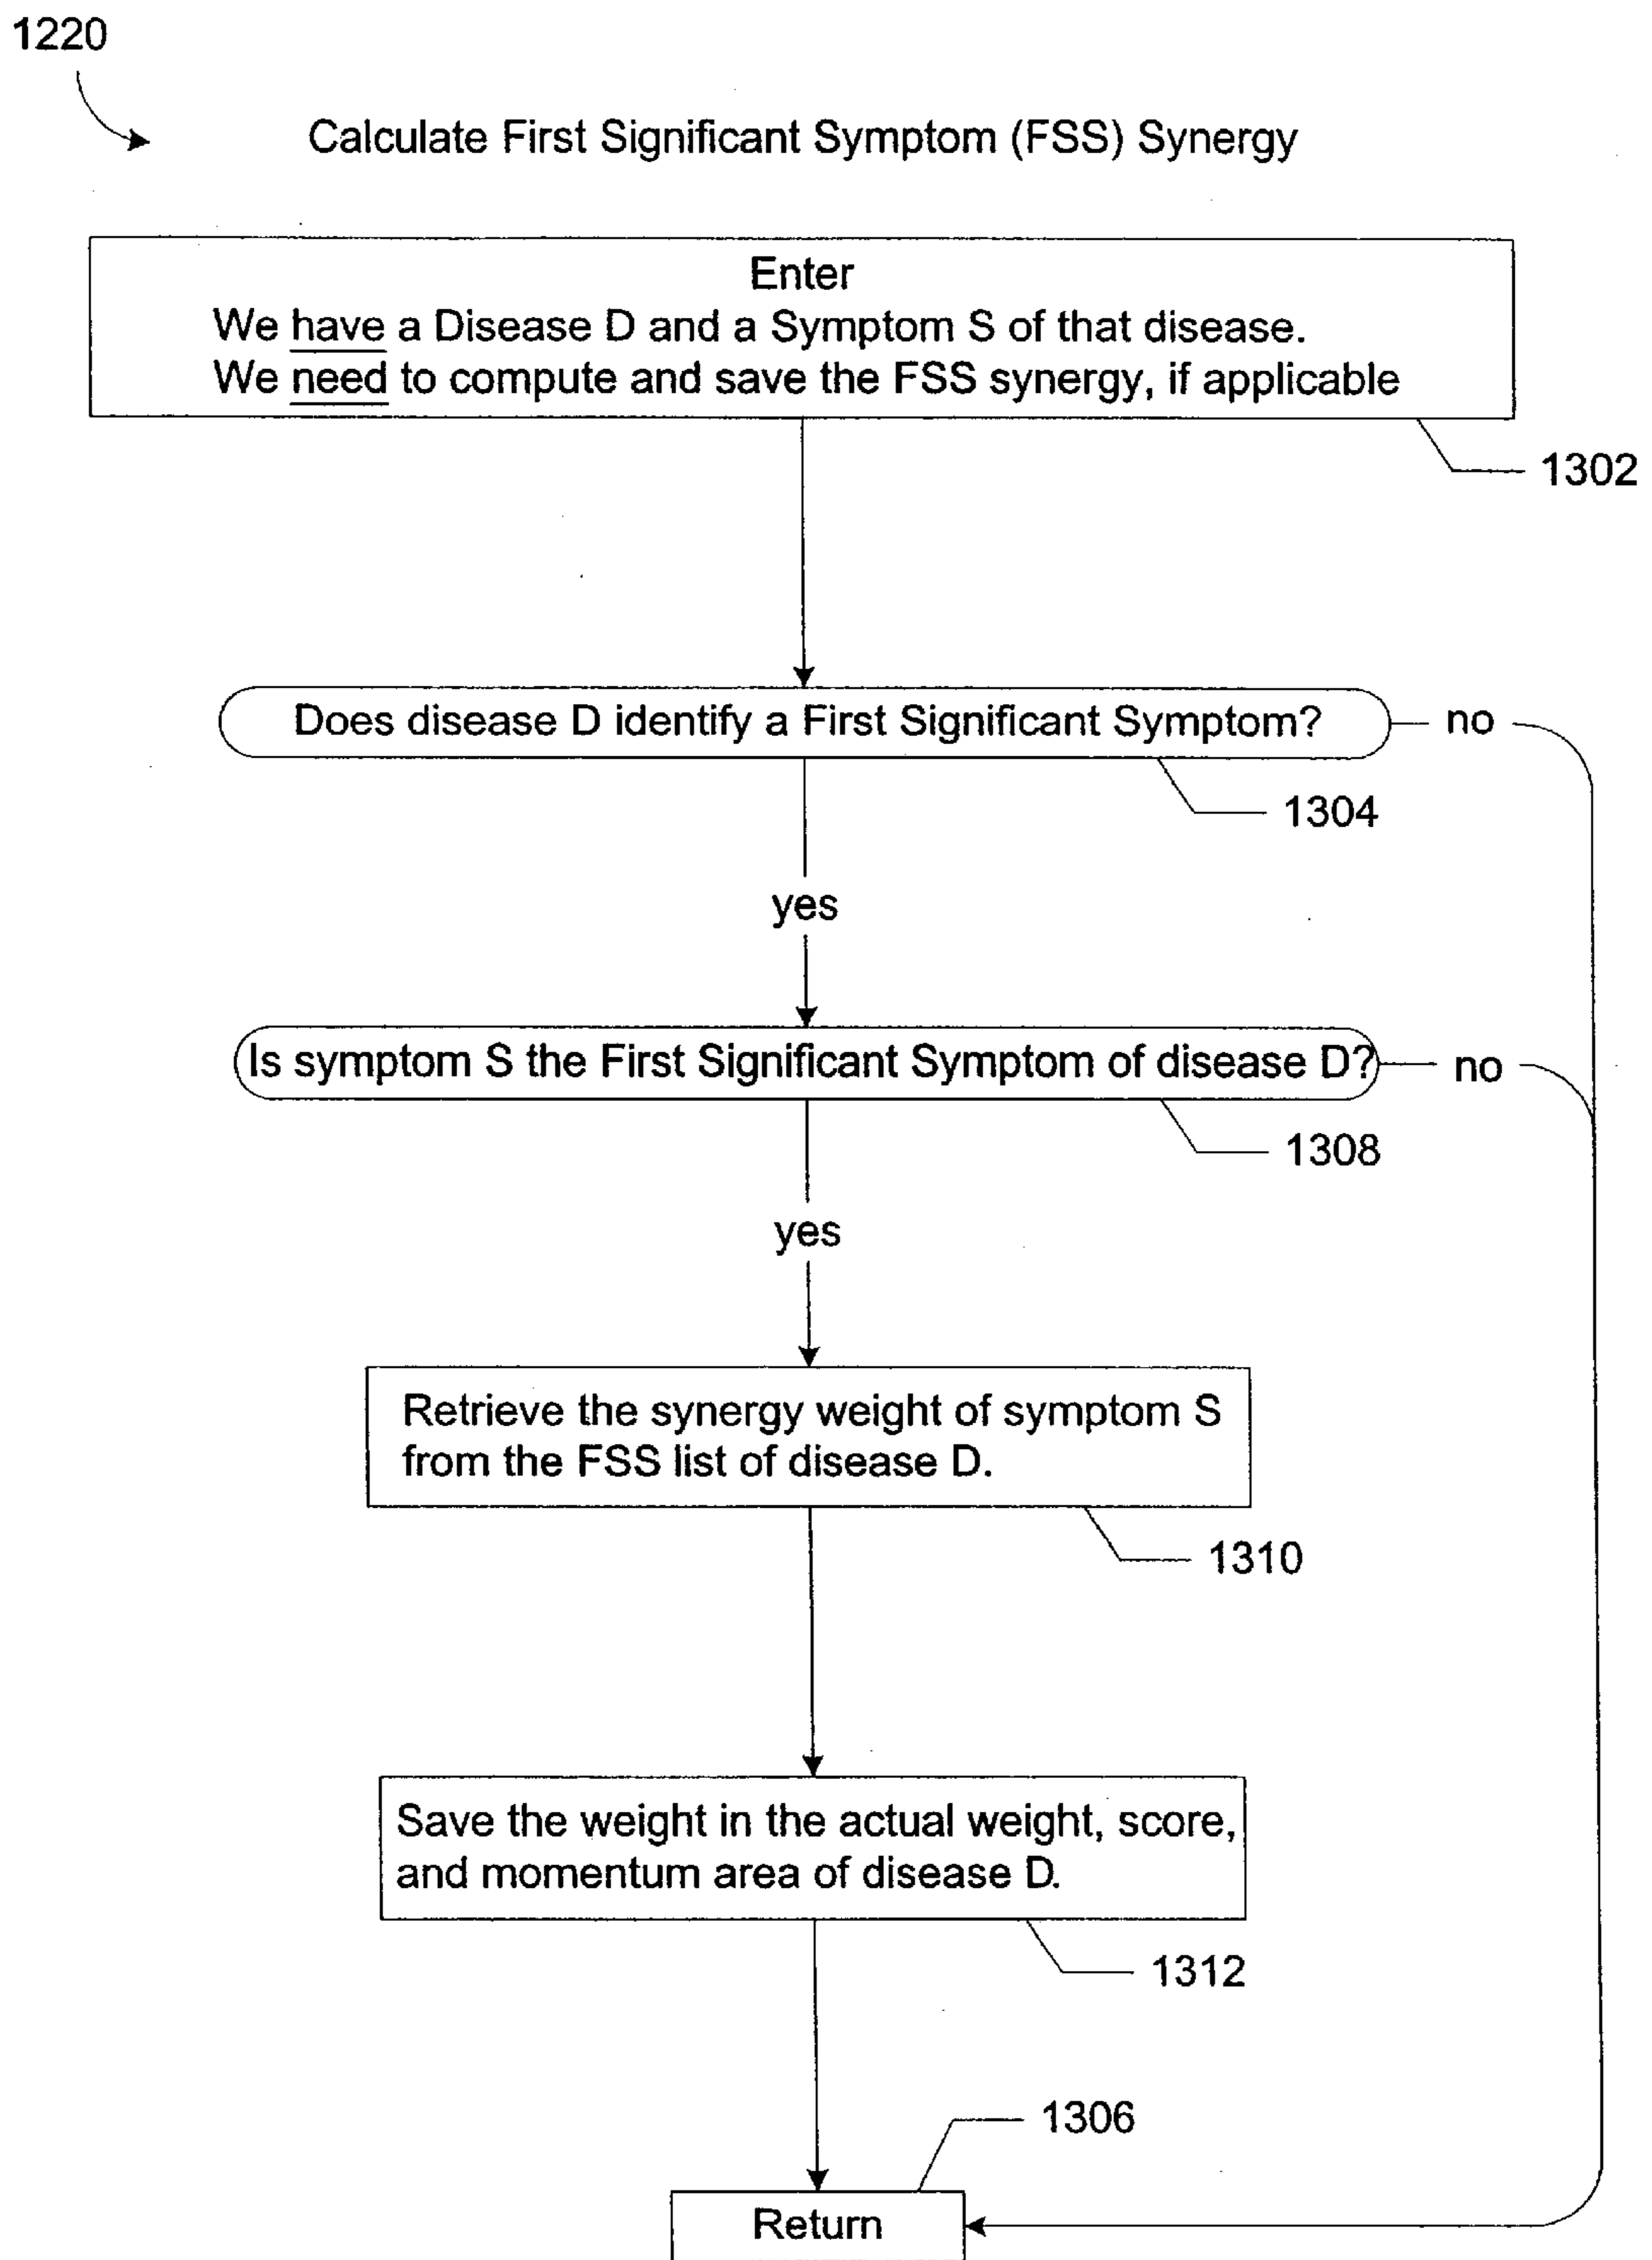 1220
Calculate First Significant Symptom (FSS) Synergy
Enter
We have a Disease D and a Symptom S of that disease.
We need to compute and save the FSS synergy, if applicable
1302
Does disease D identify a First Significant Symptom?
no
1304
yes
Is symptom S the First Significant Symptom of disease D?
no
1308
yes
Retrieve the synergy weight of symptom S
from the FSS list of disease D.
1310
Save the weight in the actual weight, score,
and momentum area of disease D.
1312
1306
Return